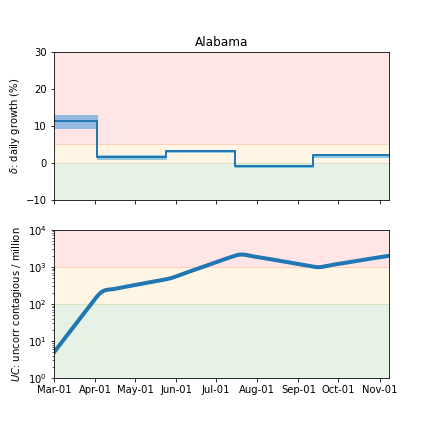 Alabama
30
20
10
0
−10
δ: daily growth (%)
10⁴
10³
10²
10¹
10⁰
UC: uncorr contagious / million
Mar-01 Apr-01 May-01 Jun-01 Jul-01 Aug-01 Sep-01 Oct-01 Nov-01